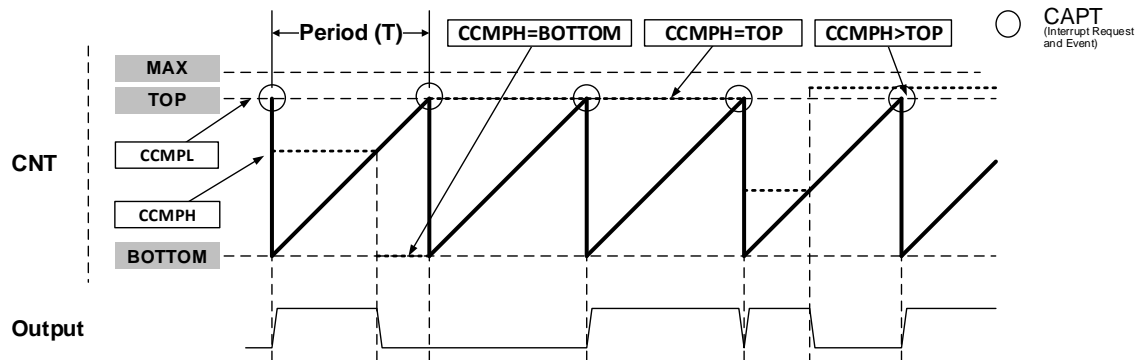 Period (T)
CCMPH=BOTTOM
CCMPH=TOP
CCMPH>TOP
CAPT
(Interrupt Request
and Event)
MAX
TOP
CCMPL
CNT
CCMPH
BOTTOM
Output